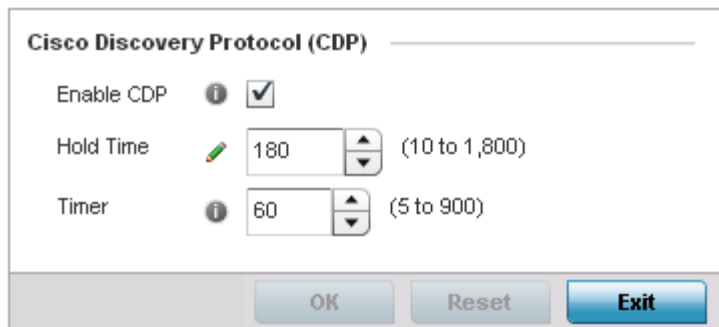 Cisco Discovery Protocol (CDP)
Enable CDP
Hold Time 180 (10 to 1,800)
Timer 60 (5 to 900)
OK Reset Exit